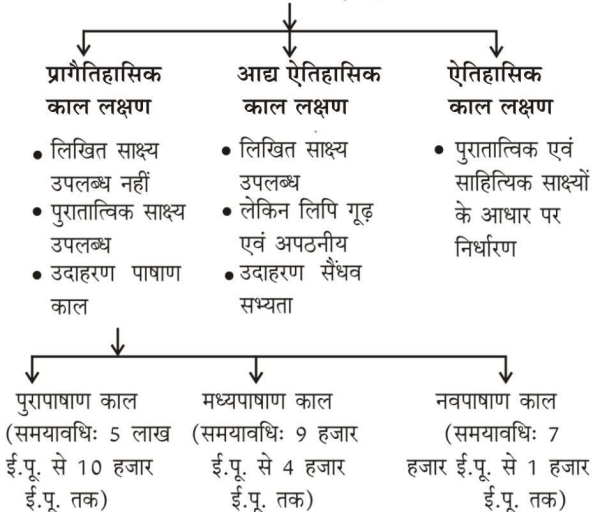 प्रागैतिहासिक
काल लक्षण
• लिखित साक्ष्य
उपलब्ध नहीं
• पुरातात्विक साक्ष्य
उपलब्ध
• उदाहरण पाषाण
काल
आद्य ऐतिहासिक
काल लक्षण
• लिखित साक्ष्य
उपलब्ध
• लेकिन लिपि गूढ़
एवं अपठनीय
• उदाहरण सैंधव
सभ्यता
ऐतिहासिक
काल लक्षण
• पुरातात्विक एवं
साहित्यिक साक्ष्यों
के आधार पर
निर्धारण
पुरापाषाण काल
(समयावधिः 5 लाख
ई.पू. से 10 हजार
ई.पू. तक)
मध्यपाषाण काल
(समयावधिः 9 हजार
ई.पू. से 4 हजार
ई.पू. तक)
नवपाषाण काल
(समयावधिः 7
हजार ई.पू. से 1 हजार
ई.पू. तक)